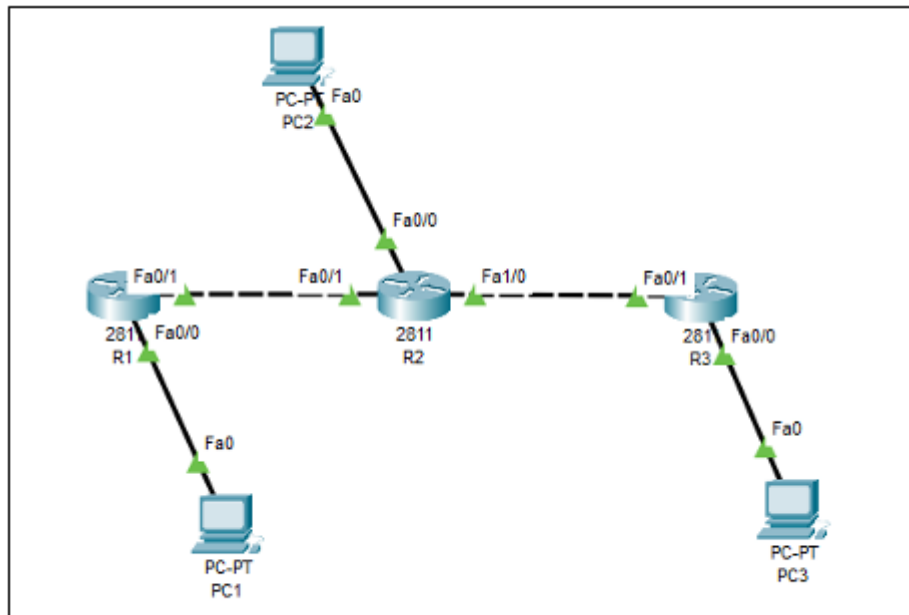 Fa0
PC-PT
PC2
Fa0/0
Fa0/1
Fa0/1
Fa1/0
Fa0/1
281
Fa0/0
R1
2811
R2
281
Fa0/0
R3
Fa0
Fa0
PC-PT
PC1
PC-PT
PC3